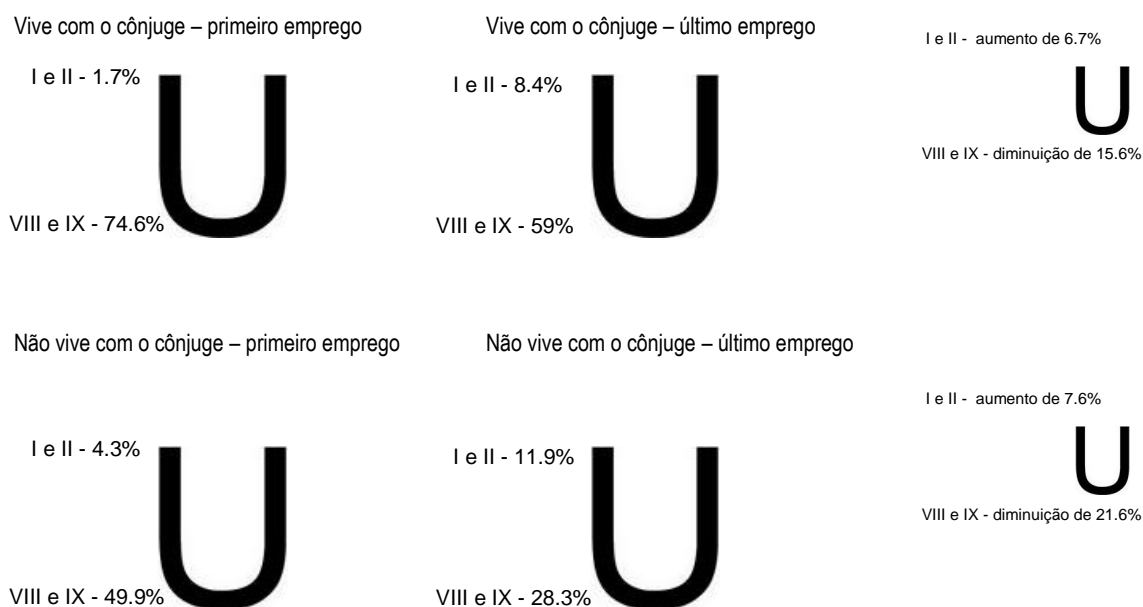 Vive com o cônjuge – primeiro emprego
Vive com o cônjuge – último emprego
I e II - aumento de 6.7%
I e II - 1.7%
I e II - 8.4%
VIII e IX - diminuição de 15.6%
VIII e IX - 74.6%
VIII e IX - 59%
Não vive com o cônjuge – primeiro emprego
Não vive com o cônjuge – último emprego
I e II - aumento de 7.6%
I e II - 4.3%
I e II - 11.9%
VIII e IX - diminuição de 21.6%
VIII e IX - 49.9%
VIII e IX - 28.3%